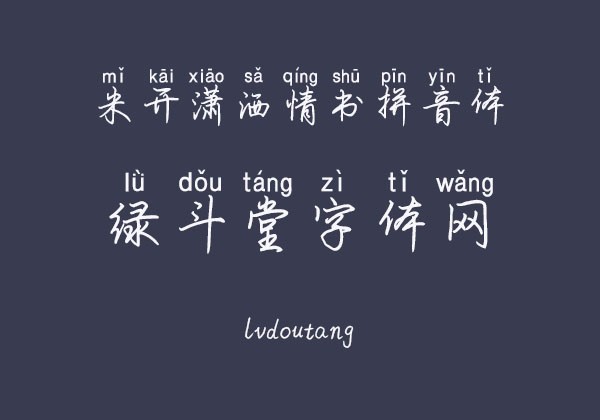 mǐ kāi xiāo sǎ qíng shū pīn yīn tǐ
米开潇洒情书拼音体
lǜ dǒu táng zì tǐ wǎng
绿斗堂字体网
lvdoutang